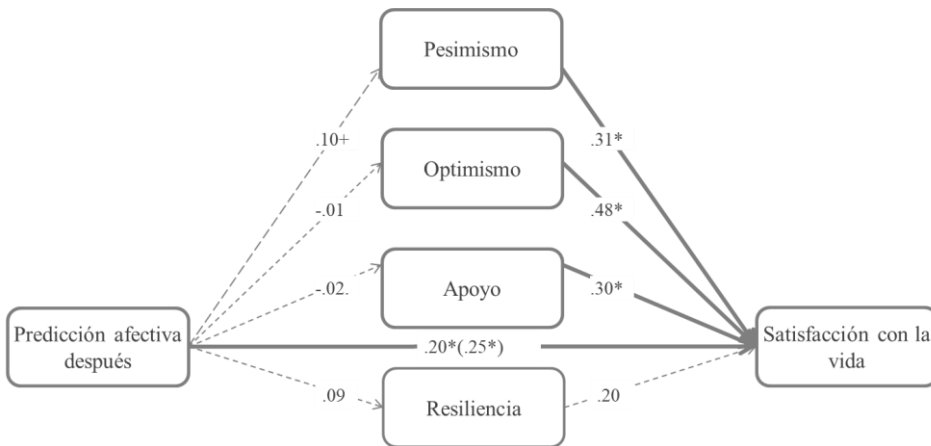 Pesimismo
.10+
.31*
Optimismo
-.01
.48*
Apoyo
-.02.
.30*
Predicción afectiva
después
.20*(.25*)
Satisfacción con la
vida
.09
Resiliencia
.20